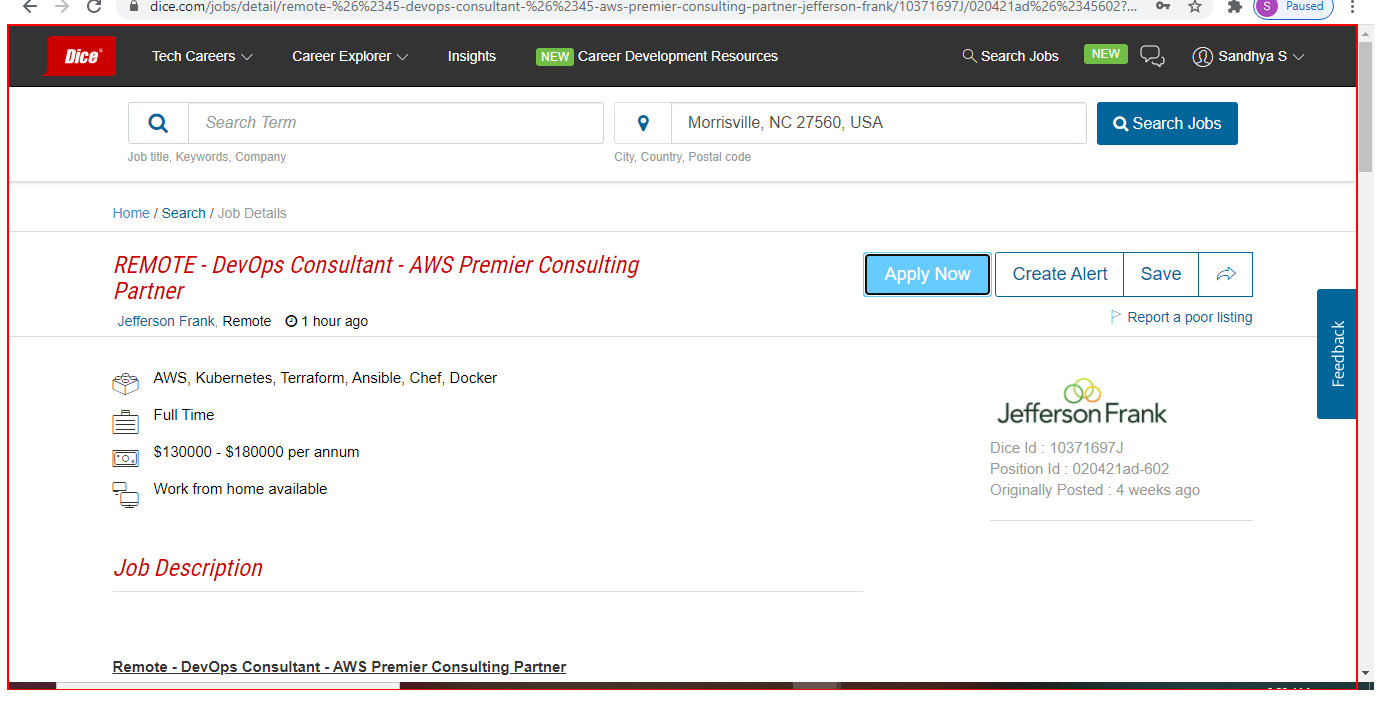 dice.com/jobs/detail/remote-%26%2345-devops-consultant-%26%2345-aws-premier-consulting-partner-jefferson-frank/10371697J/020421ad%26%2345602?...
S Paused
Dice Tech Careers Career Explorer Insights NEW Career Development Resources Search Jobs NEW Sandhya S
Search Term Morrisville, NC 27560, USA Search Jobs
Job title, Keywords, Company City, Country, Postal code
Home / Search / Job Details
REMOTE - DevOps Consultant - AWS Premier Consulting
Partner
Apply Now Create Alert Save
Jefferson Frank, Remote 1 hour ago
Report a poor listing
Feedback
AWS, Kubernetes, Terraform, Ansible, Chef, Docker
Full Time
$130000 - $180000 per annum
Work from home available
Jefferson Frank
Dice Id : 10371697J
Position Id : 020421ad-602
Originally Posted : 4 weeks ago
Job Description
Remote - DevOps Consultant - AWS Premier Consulting Partner